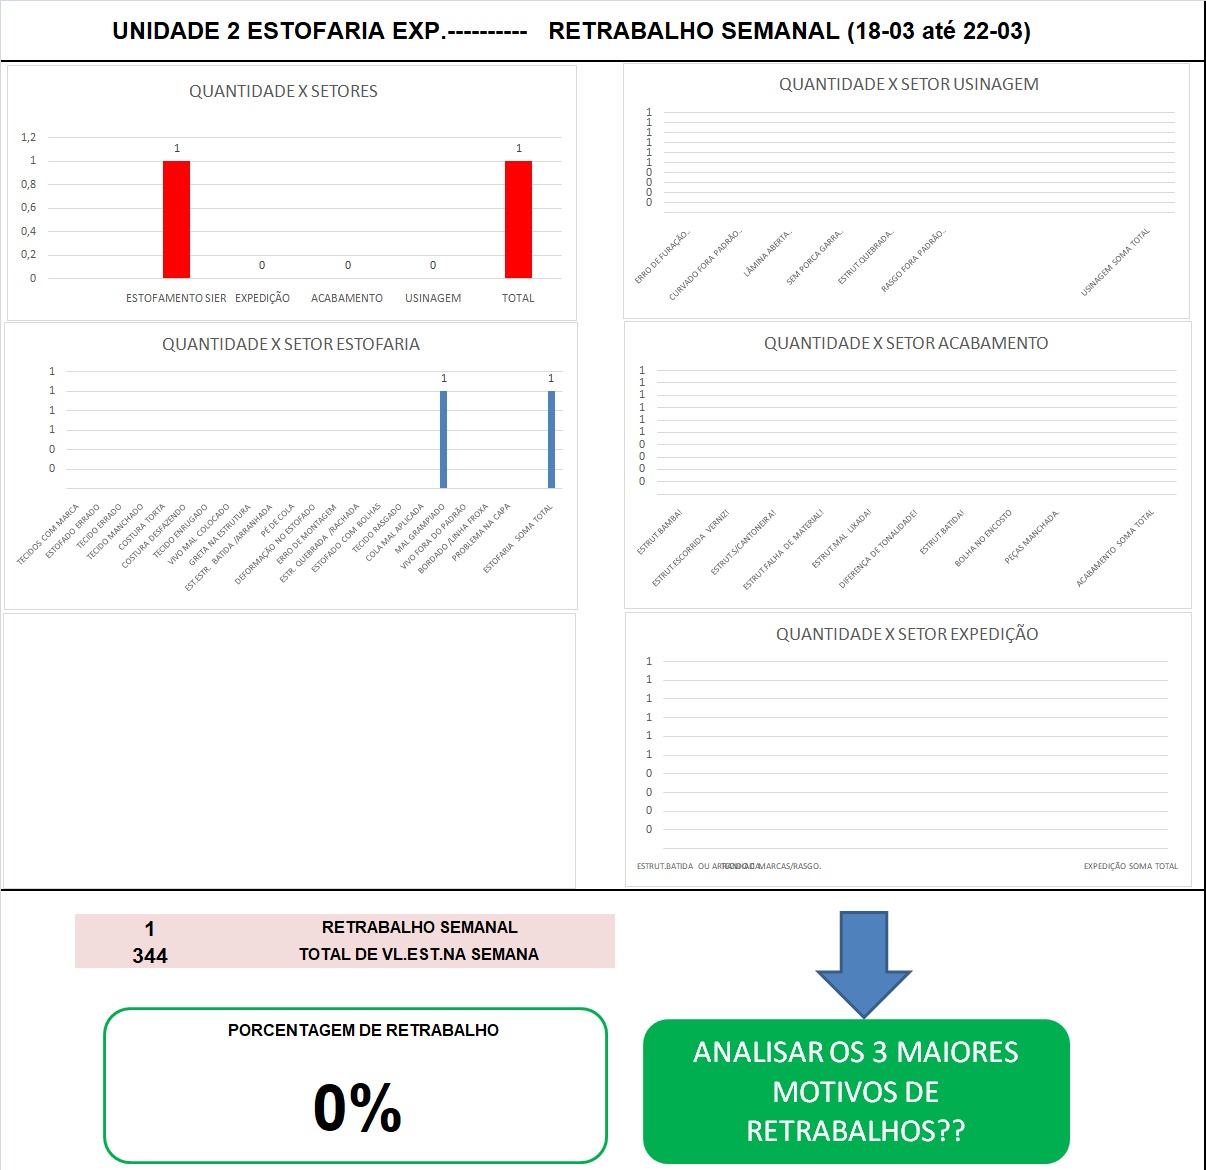 UNIDADE 2 ESTOFARIA EXP.---------- RETRABALHO SEMANAL (18-03 até 22-03)
QUANTIDADE X SETORES
1,2
1
0,8
0,6
0,4
0,2
0
1
0
0
0
1
ESTOFAMENTO SIER EXPEDIÇÃO ACABAMENTO USINAGEM TOTAL
QUANTIDADE X SETOR USINAGEM
1
1
1
1
1
1
0
0
0
0
ERRO DE FURAÇÃO..
CURVADO FORA PADRÃO..
LÂMINA ABERTA..
SEM PORCA GARRA..
ESTRUT.QUEBRADA..
RASGO FORA PADRÃO..
USINAGEM SOMA TOTAL
QUANTIDADE X SETOR ESTOFARIA
1
1
1
1
0
0
1
1
TECIDOS COM MARCA
ESTOFADO ERRADO
TECIDO ERRADO
TECIDO MANCHADO
COSTURA TORTA
COSTURA DESFAZENDO
TECIDO ENRUGADO
VIVO MAL COLOCADO
GRETA NA ESTRUTURA
EST.ESTR. BATIDA /ARRANHADA
PÉ DE COLA
DEFORMAÇÃO NO ESTOFADO
ERRO DE MONTAGEM
ESTR. QUEBRADA /RACHADA
ESTOFADO COM BOLHAS
TECIDO RASGADO
COLA MAL APLICADA
MAL GRAMPIADO
VIVO FORA DO PADRÃO
BORDADO /LINHA FROXA
PROBLEMA NA CAPA
ESTOFARIA SOMA TOTAL
QUANTIDADE X SETOR ACABAMENTO
1
1
1
1
1
1
0
0
0
0
ESTRUT.BAMBA!
ESTRUT.ESCORRIDA VERNIZ!
ESTRUT.S/CANTONEIRA!
ESTRUT.FALHA DE MATERIAL!
ESTRUT.MAL LIKADA!
DIFERENÇA DE TONALIDADE!
ESTRUT.BATIDA!
BOLHA NO ENCOSTO
PEÇAS MANCHADA.
ACABAMENTO SOMA TOTAL
QUANTIDADE X SETOR EXPEDIÇÃO
1
1
1
1
1
1
0
0
0
0
ESTRUT.BATIDA OU
MARCAS/RASGO.
EXPEDIÇÃO SOMA TOTAL
1 RETRABALHO SEMANAL
344 TOTAL DE VL.EST.NA SEMANA
PORCENTAGEM DE RETRABALHO
0%
ANALISAR OS 3 MAIORES
MOTIVOS DE
RETRABALHOS??